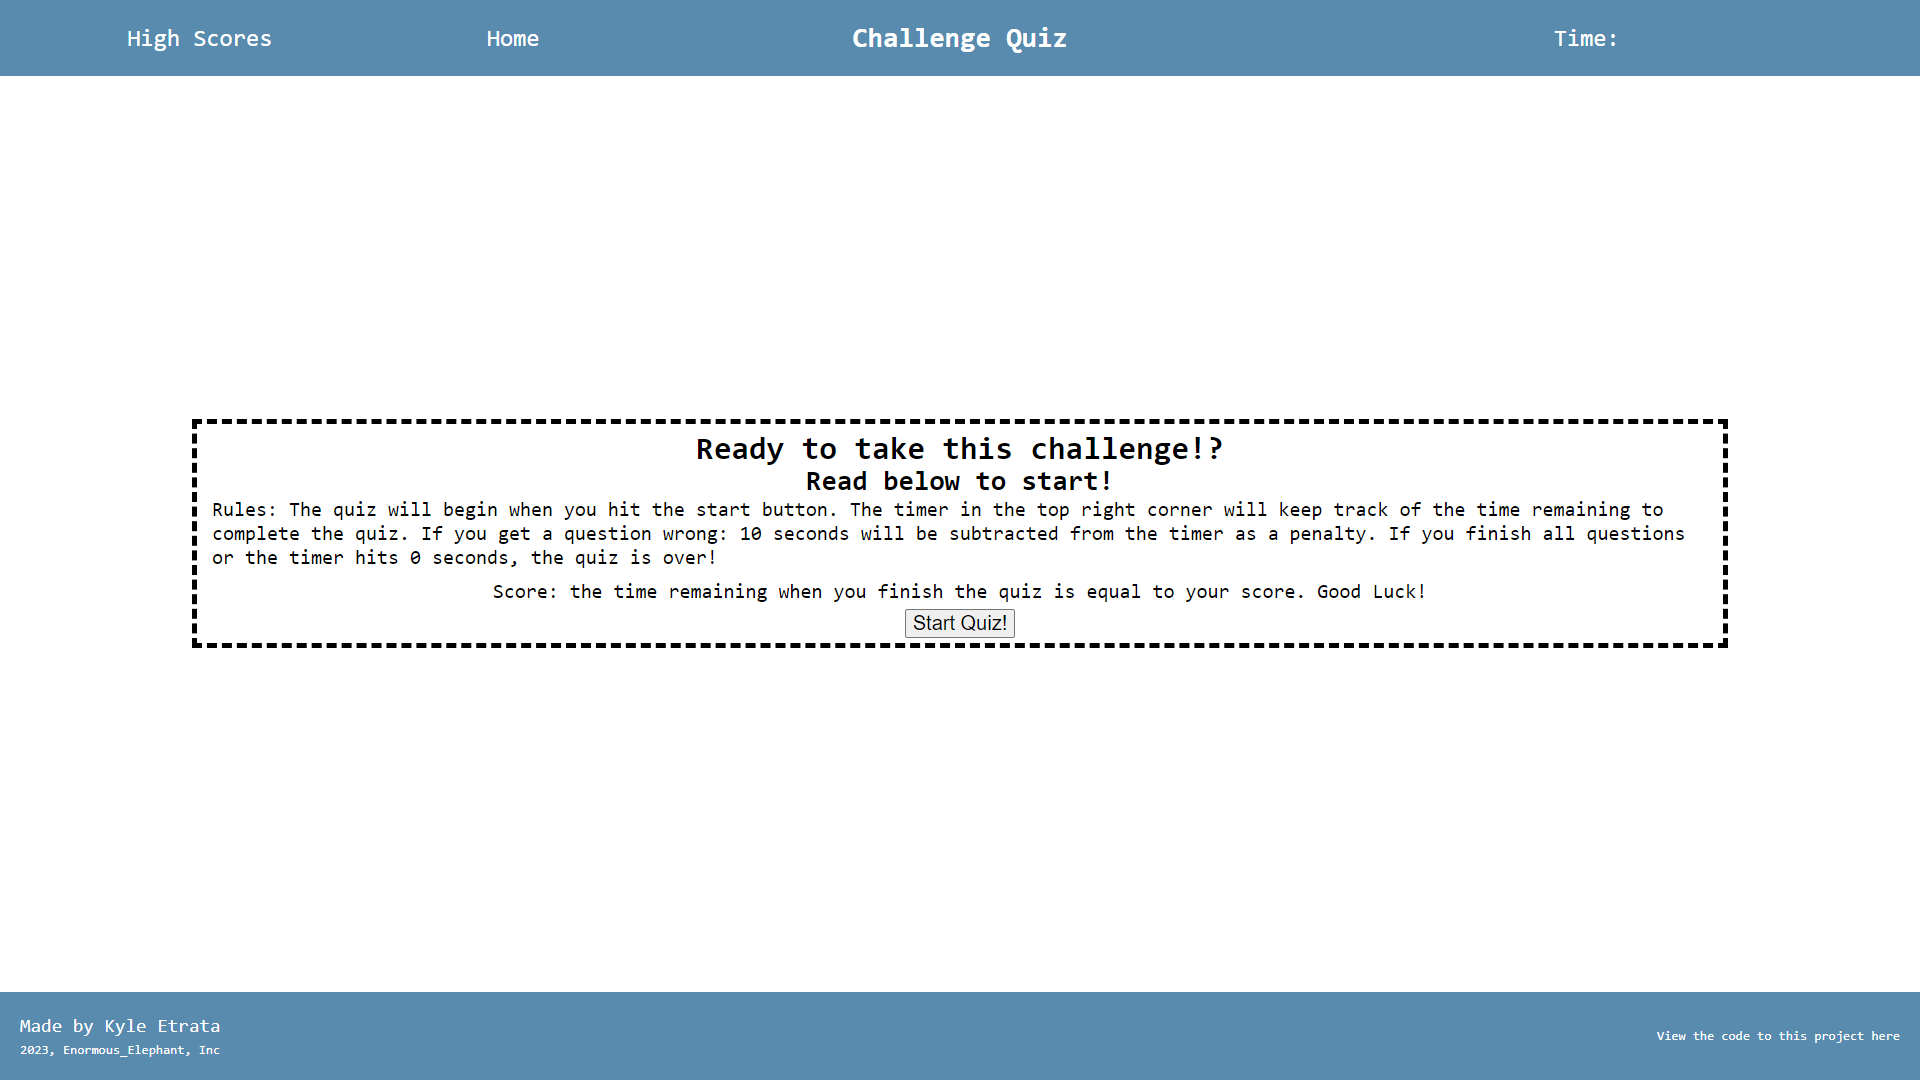 High Scores
Home
Challenge Quiz
Time:
Ready to take this challenge!?
Read below to start!
Rules: The quiz will begin when you hit the start button. The timer in the top right corner will keep track of the time remaining to
complete the quiz. If you get a question wrong: 10 seconds will be subtracted from the timer as a penalty. If you finish all questions
or the timer hits 0 seconds, the quiz is over!
Score: the time remaining when you finish the quiz is equal to your score. Good Luck!
Start Quiz!
Made by Kyle Etrata
2023, Enormous_Elephant, Inc
View the code to this project here